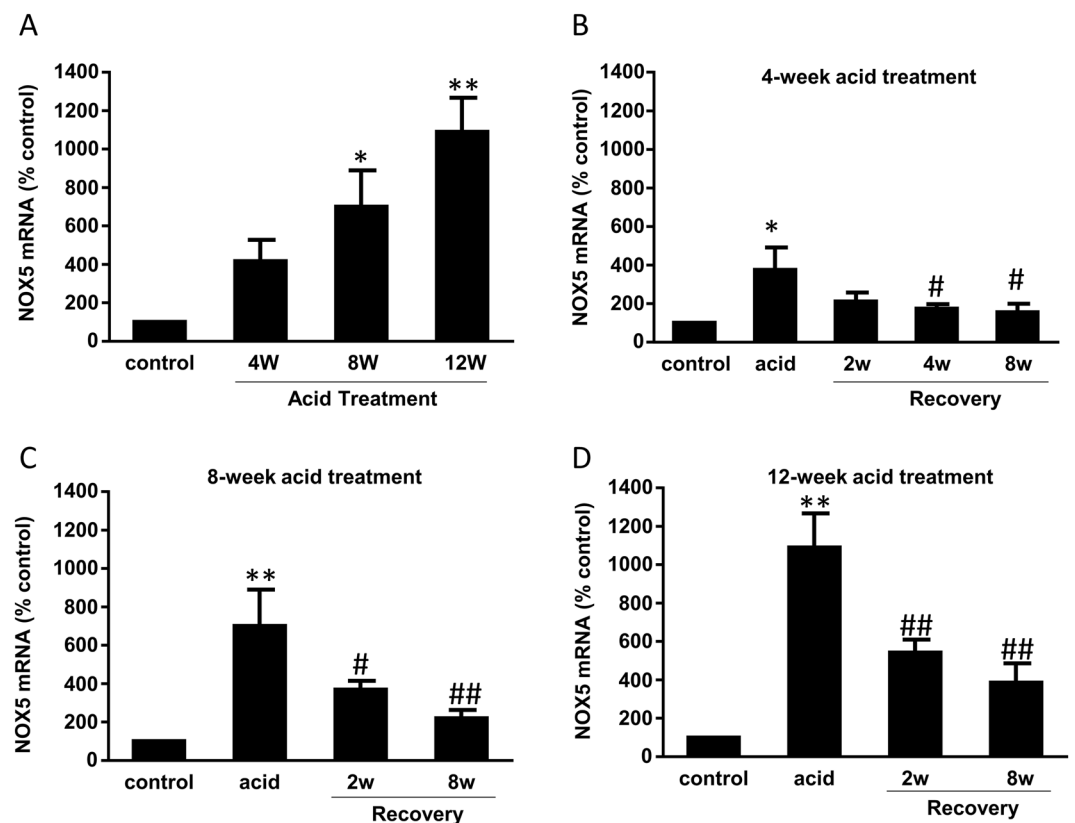 A
NOX5 mRNA (% control)
1400
1200
1000
800
600
400
200
0
*
**
control
4W
8W
12W
Acid Treatment
B
4-week acid treatment
NOX5 mRNA (% control)
1400
1200
1000
800
600
400
200
0
*
#
#
control
acid
2w
4w
8w
Recovery
C
8-week acid treatment
NOX5 mRNA (% control)
1400
1200
1000
800
600
400
200
0
**
#
##
control
acid
2w
8w
Recovery
D
12-week acid treatment
NOX5 mRNA (% control)
1400
1200
1000
800
600
400
200
0
**
##
##
control
acid
2w
8w
Recovery